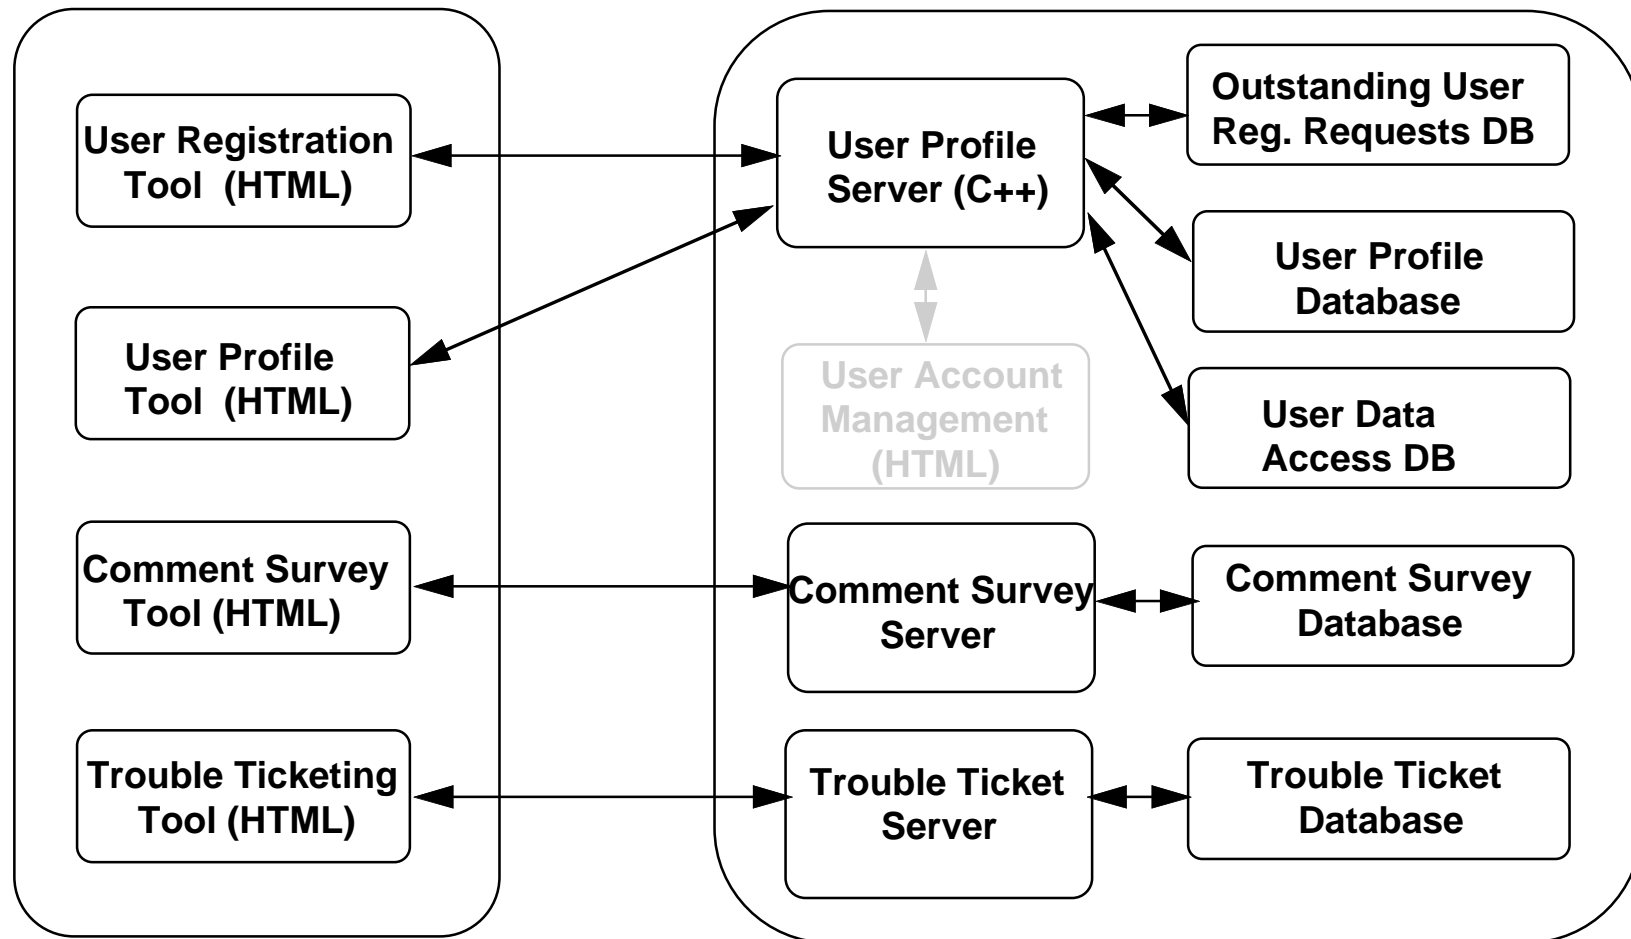 User Registration
Tool (HTML)
User Profile
Server (C++)
Outstanding User
Reg. Requests DB
User Profile
Database
User Profile
Tool (HTML)
User Account
Management
(HTML)
User Data
Access DB
Comment Survey
Tool (HTML)
Comment Survey
Server
Comment Survey
Database
Trouble Ticketing
Tool (HTML)
Trouble Ticket
Server
Trouble Ticket
Database